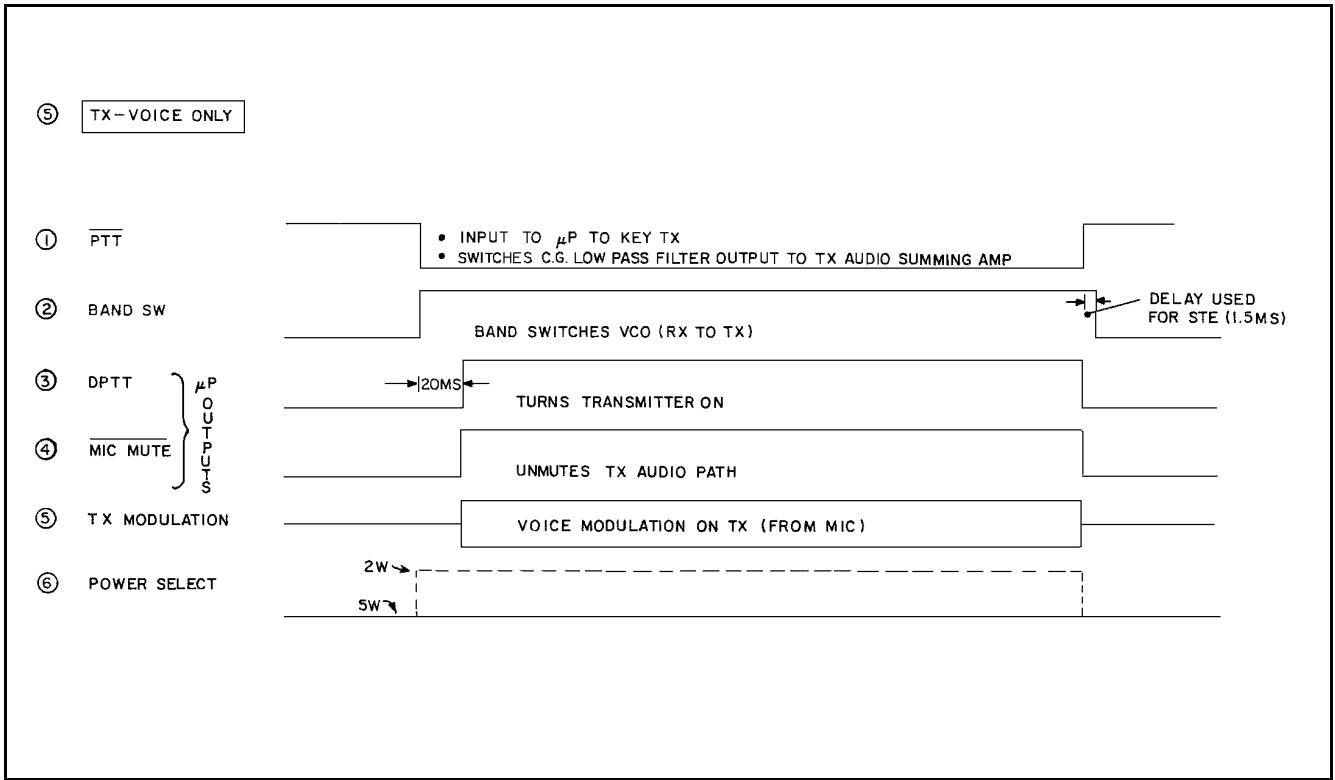 ⑤ TX-VOICE ONLY
① PTT
• INPUT TO μP TO KEY TX
• SWITCHES C.G. LOW PASS FILTER OUTPUT TO TX AUDIO SUMMING AMP
② BAND SW
BAND SWITCHES VCO (RX TO TX)
DELAY USED
FOR STE (1.5MS)
③ DPTT
μP
OUTPUTS
20MS
TURNS TRANSMITTER ON
④ MIC MUTE
UNMUTES TX AUDIO PATH
⑤ TX MODULATION
VOICE MODULATION ON TX (FROM MIC)
⑥ POWER SELECT
2W
5W